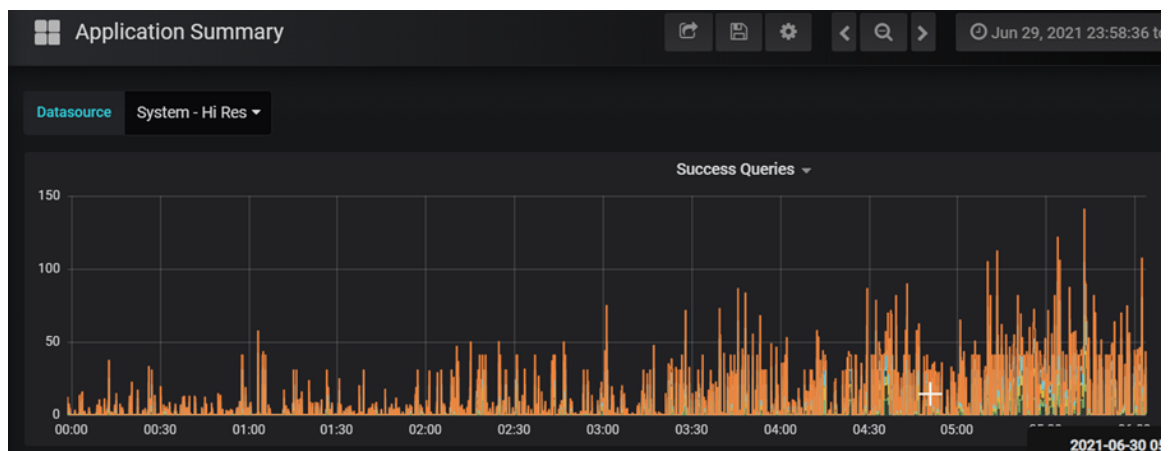 Application Summary
Jun 29, 2021 23:58:36 to
Datasource System - Hi Res
Success Queries
150
100
50
0
00:00 00:30 01:00 01:30 02:00 02:30 03:00 03:30 04:00 04:30 05:00
2021-06-30 05